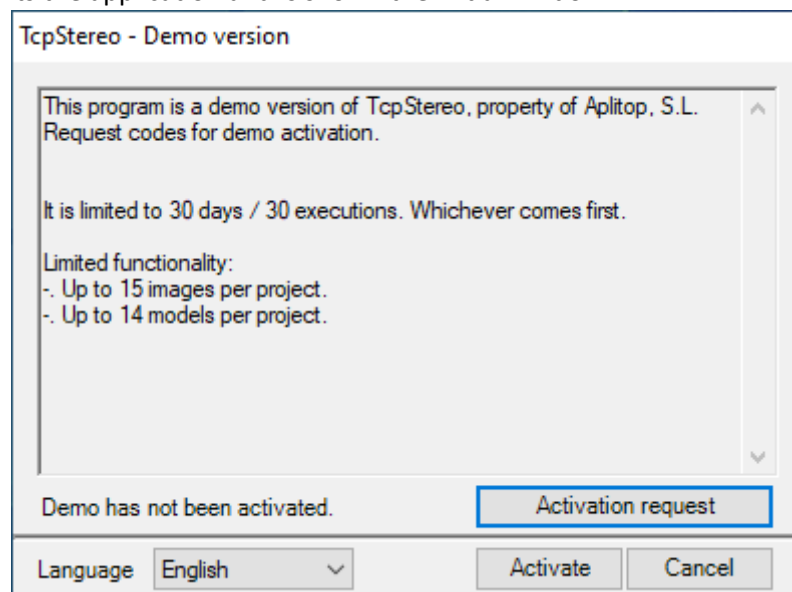 TcpStereo - Demo version
This program is a demo version of TcpStereo, property of Aplitop, S.L.
Request codes for demo activation.
It is limited to 30 days / 30 executions. Whichever comes first.
Limited functionality:
-. Up to 15 images per project.
-. Up to 14 models per project.
Demo has not been activated.
Activation request
Language English Activate Cancel